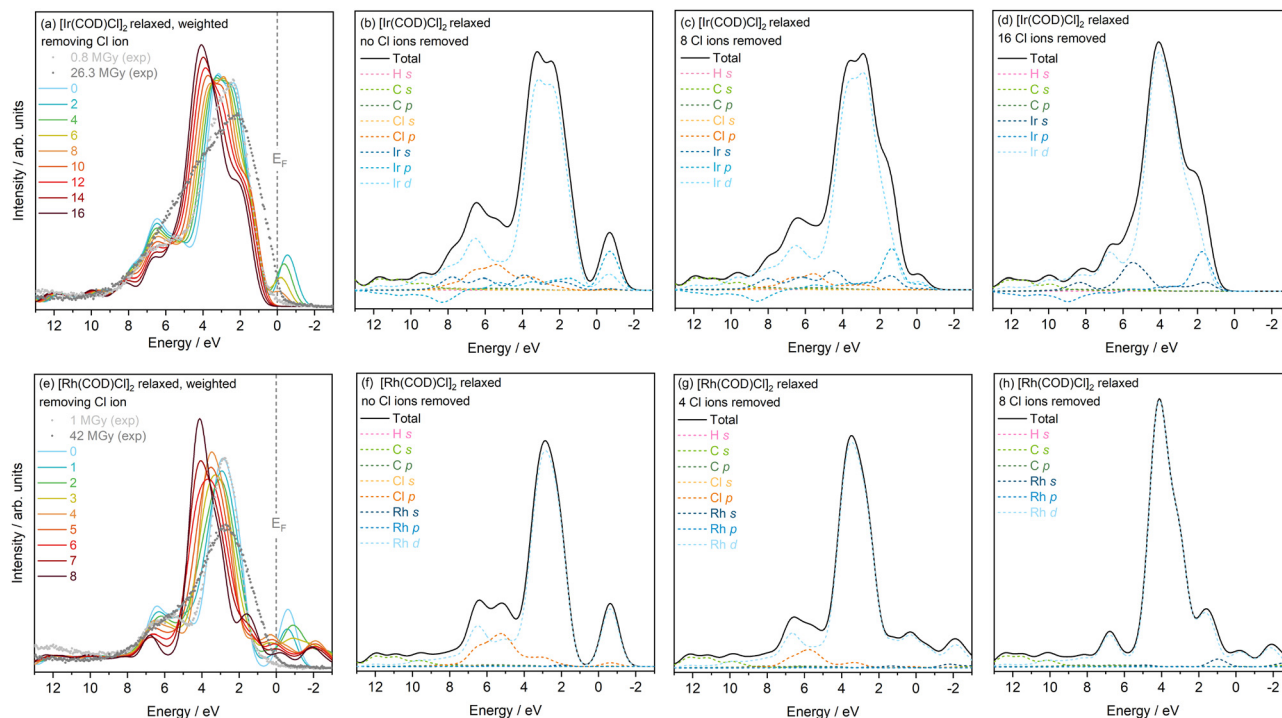 (a) [Ir(COD)Cl]2 relaxed, weighted
removing Cl ion
0.8 MGy (exp)
26.3 MGy (exp)
0
2
4
6
8
10
12
14
16
EF
Intensity / arb. units
12 10 8 6 4 2 0 -2
Energy / eV
(b) [Ir(COD)Cl]2 relaxed
no Cl ions removed
Total
H s
C s
C p
Cl s
Cl p
Ir s
Ir p
Ir d
12 10 8 6 4 2 0 -2
Energy / eV
(c) [Ir(COD)Cl]2 relaxed
8 Cl ions removed
Total
H s
C s
C p
Cl s
Cl p
Ir s
Ir p
Ir d
12 10 8 6 4 2 0 -2
Energy / eV
(d) [Ir(COD)Cl]2 relaxed
16 Cl ions removed
Total
H s
C s
C p
Ir s
Ir p
Ir d
12 10 8 6 4 2 0 -2
Energy / eV
(e) [Rh(COD)Cl]2 relaxed, weighted
removing Cl ion
1 MGy (exp)
42 MGy (exp)
0
1
2
3
4
5
6
7
8
EF
Intensity / arb. units
12 10 8 6 4 2 0 -2
Energy / eV
(f) [Rh(COD)Cl]2 relaxed
no Cl ions removed
Total
H s
C s
C p
Cl s
Cl p
Rh s
Rh p
Rh d
12 10 8 6 4 2 0 -2
Energy / eV
(g) [Rh(COD)Cl]2 relaxed
4 Cl ions removed
Total
H s
C s
C p
Cl s
Cl p
Rh s
Rh p
Rh d
12 10 8 6 4 2 0 -2
Energy / eV
(h) [Rh(COD)Cl]2 relaxed
8 Cl ions removed
Total
H s
C s
C p
Rh s
Rh p
Rh d
12 10 8 6 4 2 0 -2
Energy / eV